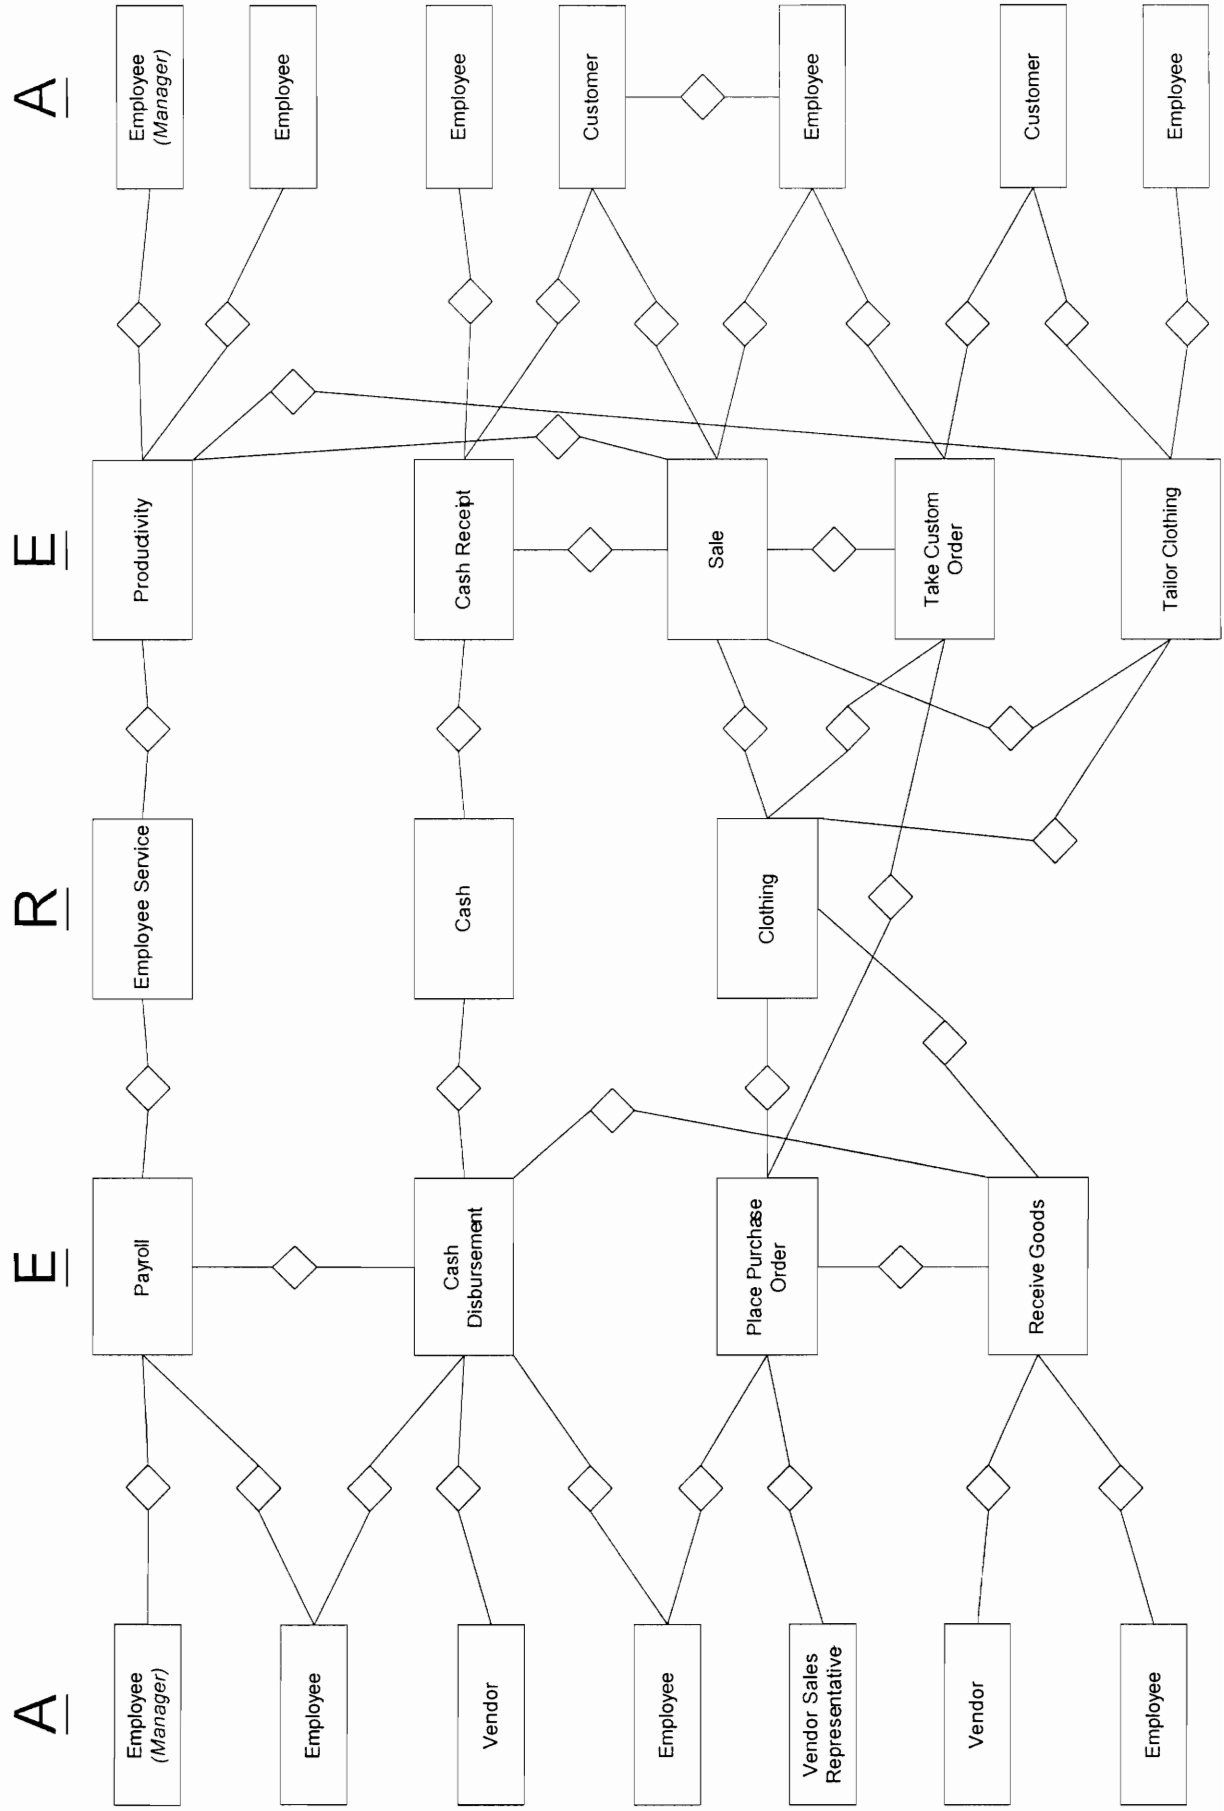 A
E
R
E
A
Employee
(Manager)
Employee
Vendor
Employee
Vendor Sales
Representative
Vendor
Employee
Payroll
Cash
Disbursement
Place Purchase
Order
Receive Goods
Employee Service
Cash
Clothing
Productivity
Cash Receipt
Sale
Take Custom
Order
Tailor Clothing
Employee
(Manager)
Employee
Employee
Customer
Employee
Customer
Employee